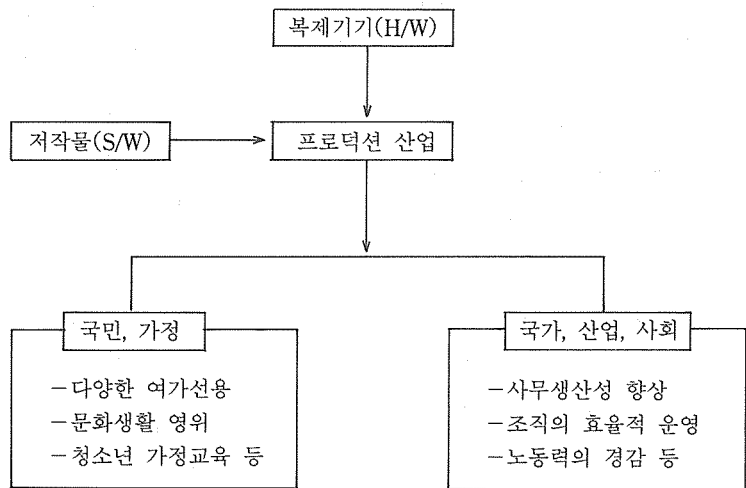 복제기기(H/W)
저작물(S/W)
프로덕션 산업
국민, 가정
-다양한 여가선용
-문화생활 영위
-청소년 가정교육 등
국가, 산업, 사회
-사무생산성 향상
-조직의 효율적 운영
-노동력의 경감 등